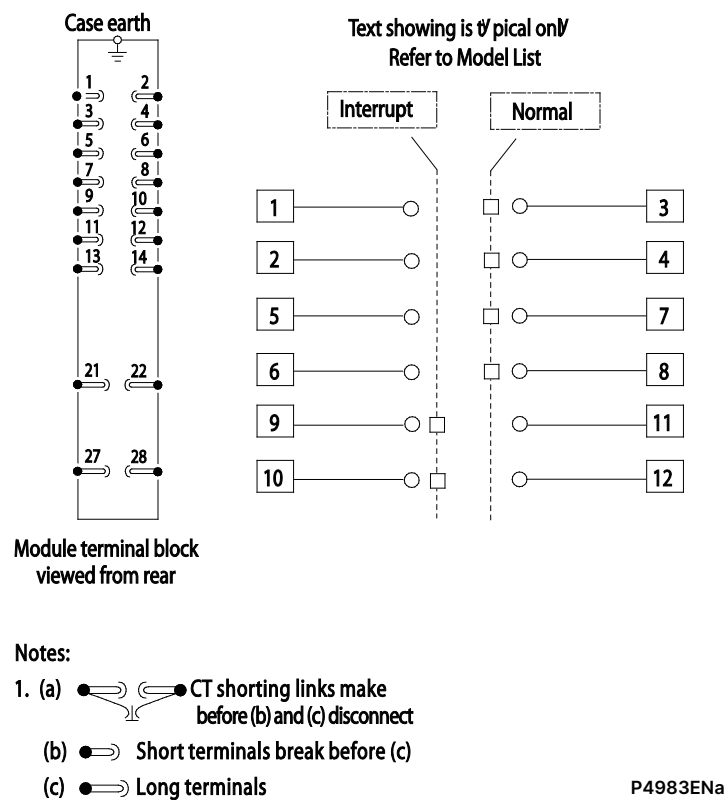 Case earth
Text showing is typical only
Refer to Model List
Interrupt
Normal
1 2
3 4
5 6
7 8
9 10
11 12
13 14
21 22
27 28
1 3
2 4
5 7
6 8
9 11
10 12
Module terminal block
viewed from rear
Notes:
1. (a) CT shorting links make
before (b) and (c) disconnect
(b) Short terminals break before (c)
(c) Long terminals
P4983ENa